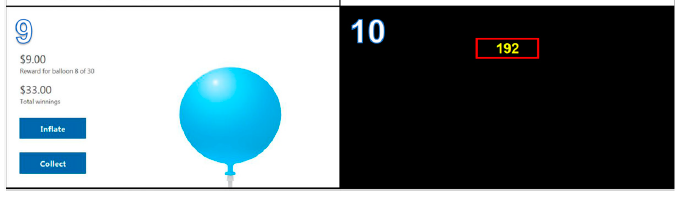 9
$9.00
Reward for balloon 8 of 30
$33.00
Total winnings
Inflate
Collect
10
192